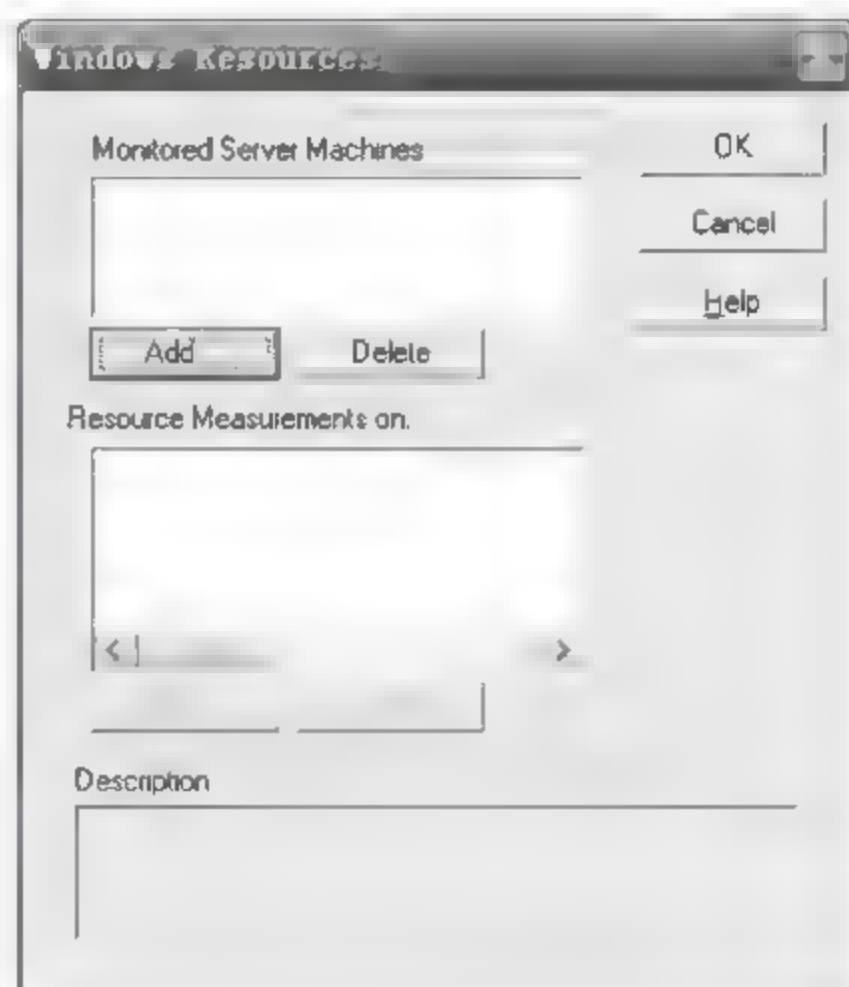 Windows Resources
Monitored Server Machines
OK
Cancel
Help
Add
Delete
Resource Measurements on:
Description